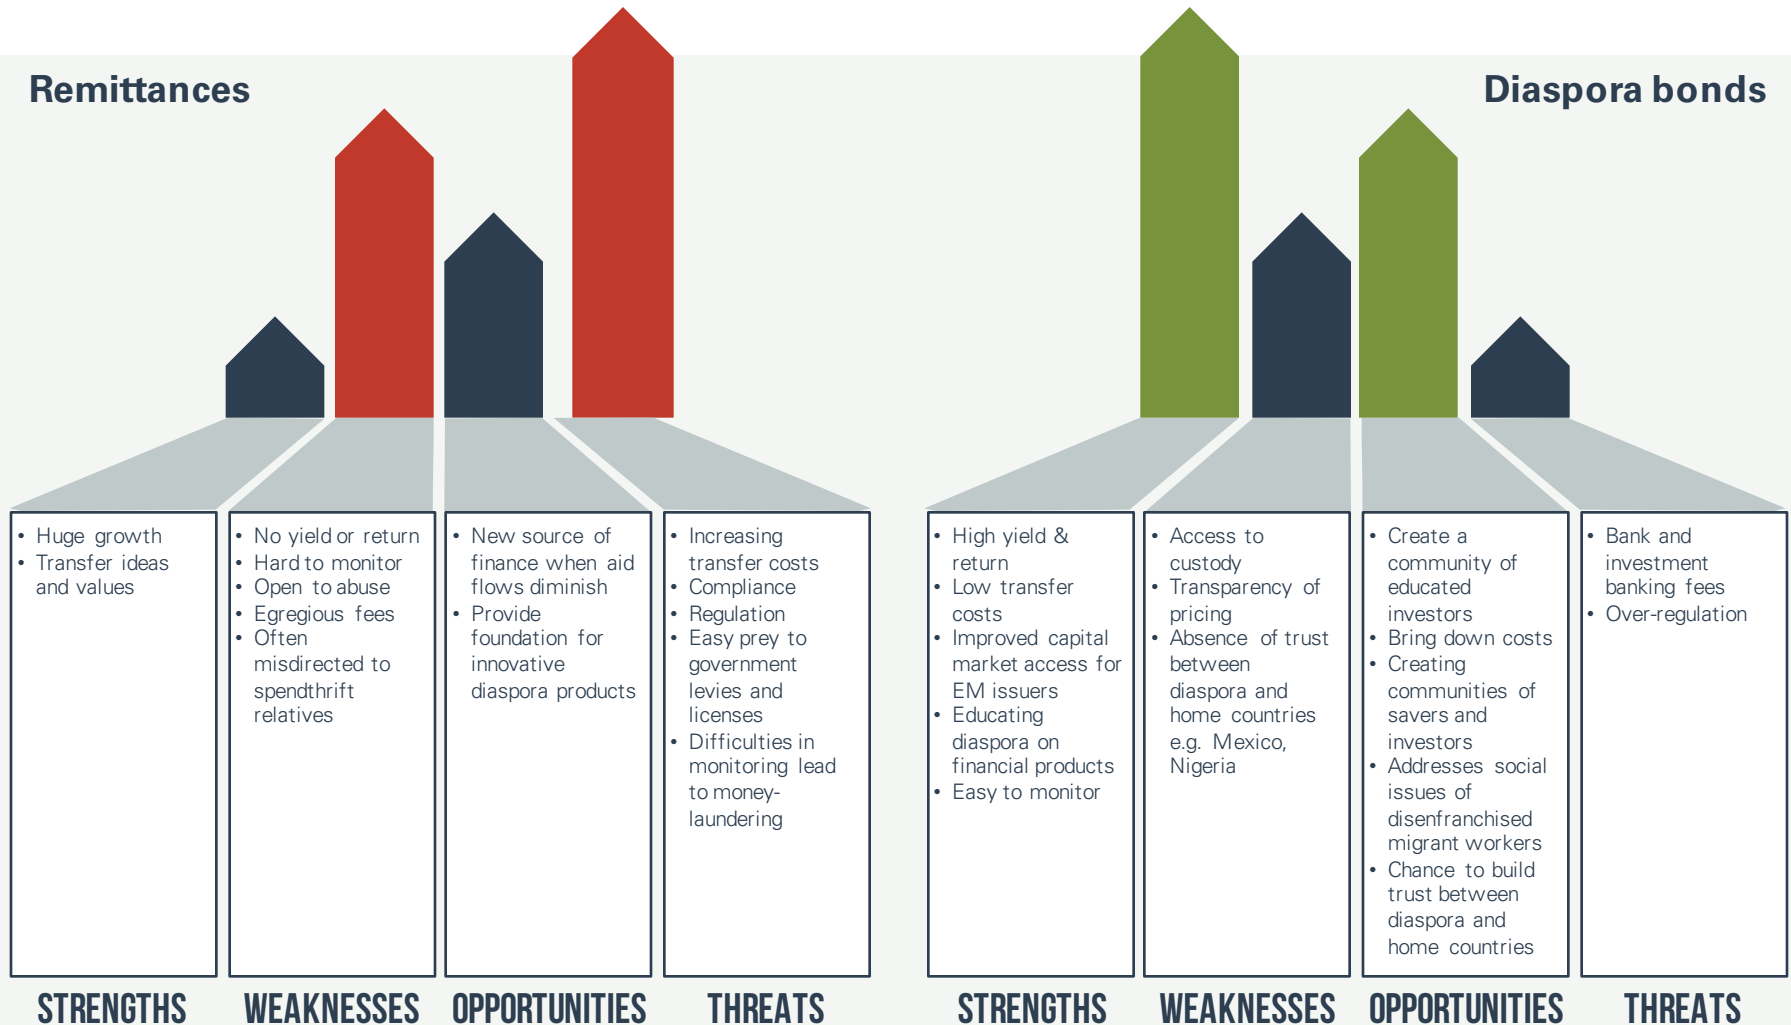 Remittances
Diaspora bonds
• Huge growth
• Transfer ideas
and values
• No yield or return
• Hard to monitor
• Open to abuse
• Egregious fees
• Often
misdirected to
spendthrift
relatives
• New source of
finance when aid
flows diminish
• Provide
foundation for
innovative
diaspora products
• Increasing
transfer costs
• Compliance
• Regulation
• Easy prey to
government
levies and
licenses
• Difficulties in
monitoring lead
to money-
laundering
• High yield &
return
• Low transfer
costs
• Improved capital
market access for
EM issuers
• Educating
diaspora on
financial products
• Easy to monitor
• Access to
custody
• Transparency of
pricing
• Absence of trust
between
diaspora and
home countries
e.g. Mexico,
Nigeria
• Create a
community of
educated
investors
• Bring down costs
• Creating
communities of
savers and
investors
• Addresses social
issues of
disenfranchised
migrant workers
• Chance to build
trust between
diaspora and
home countries
• Bank and
investment
banking fees
• Over-regulation
STRENGTHS
WEAKNESSES
OPPORTUNITIES
THREATS
STRENGTHS
WEAKNESSES
OPPORTUNITIES
THREATS